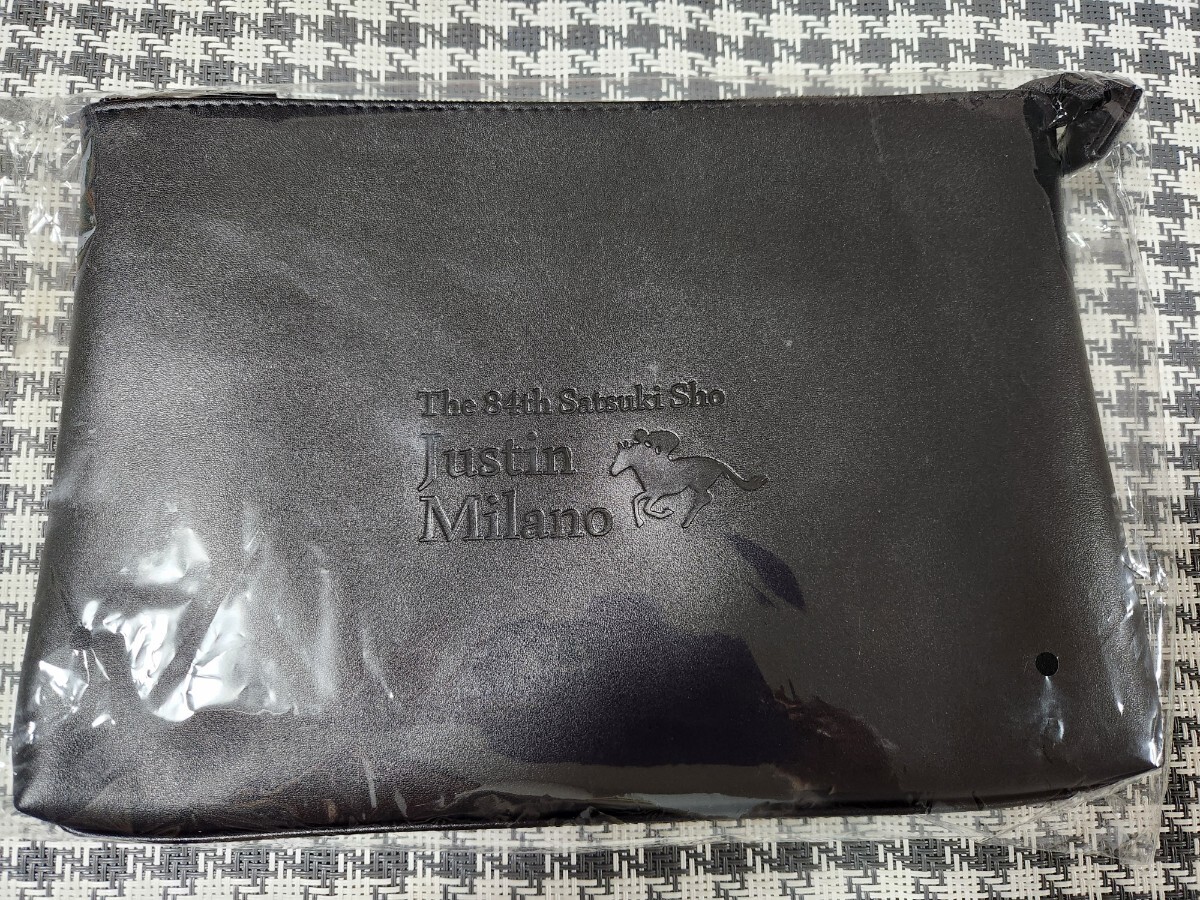 The 84th Satsuki Sho
Justin
Milano